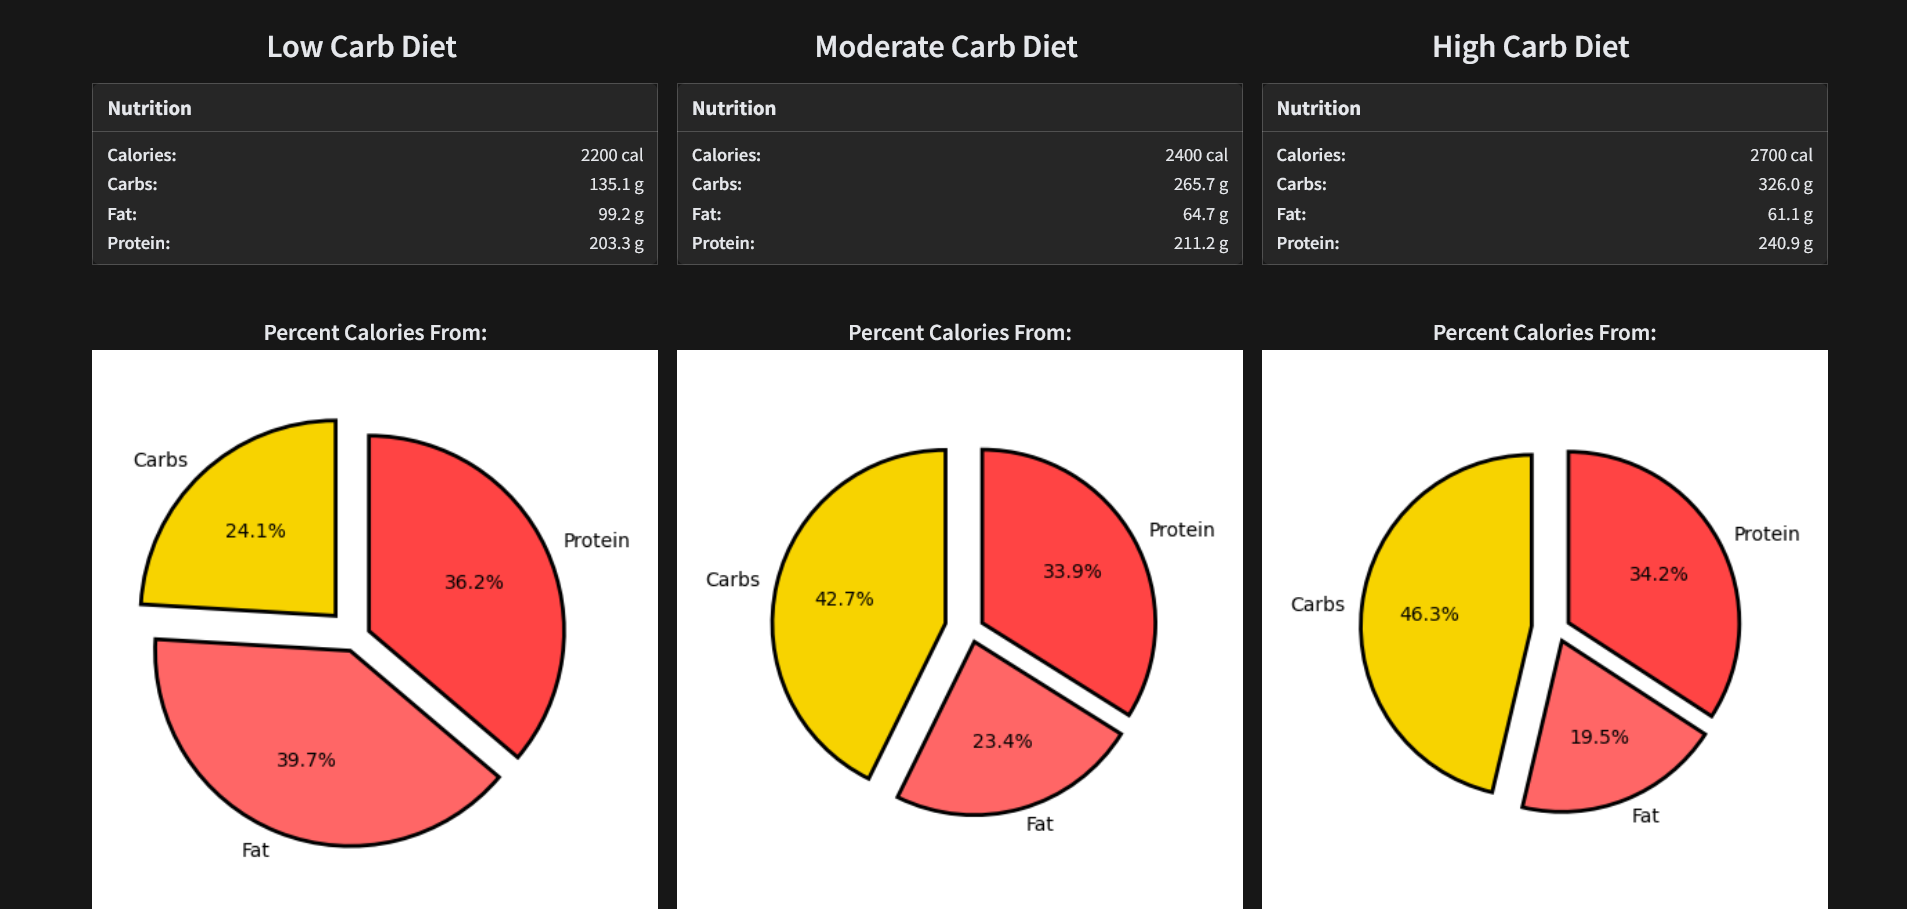 Low Carb Diet
Nutrition
Calories: 2200 cal
Carbs: 135.1 g
Fat: 99.2 g
Protein: 203.3 g
Percent Calories From:
Carbs
24.1%
Protein
36.2%
39.7%
Fat
Moderate Carb Diet
Nutrition
Calories: 2400 cal
Carbs: 265.7 g
Fat: 64.7 g
Protein: 211.2 g
Percent Calories From:
Protein
33.9%
Carbs
42.7%
23.4%
Fat
High Carb Diet
Nutrition
Calories: 2700 cal
Carbs: 326.0 g
Fat: 61.1 g
Protein: 240.9 g
Percent Calories From:
Protein
34.2%
Carbs
46.3%
19.5%
Fat